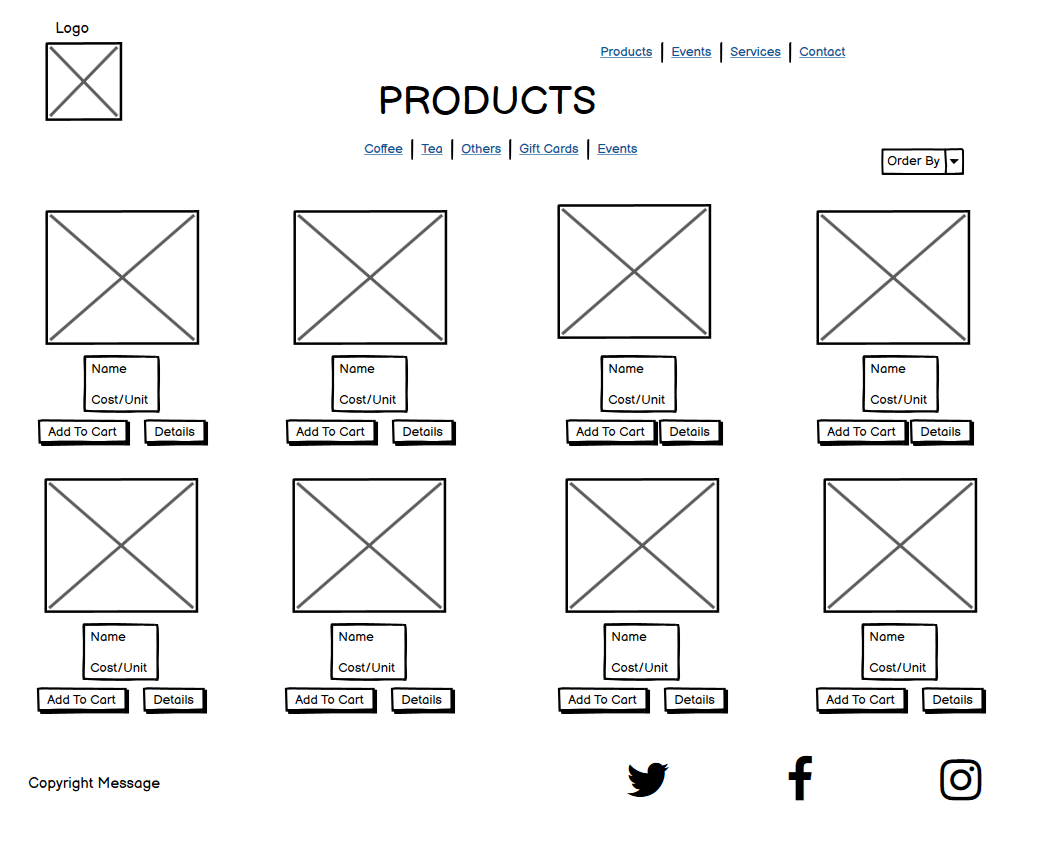 Logo
Products Events Services Contact
PRODUCTS
Coffee Tea Others Gift Cards Events
Order By
Name Name Name Name
Cost/Unit Cost/Unit Cost/Unit Cost/Unit
Add To Cart Details Add To Cart Details Add To Cart Details Add To Cart Details
Name Name Name Name
Cost/Unit Cost/Unit Cost/Unit Cost/Unit
Add To Cart Details Add To Cart Details Add To Cart Details Add To Cart Details
Copyright Message